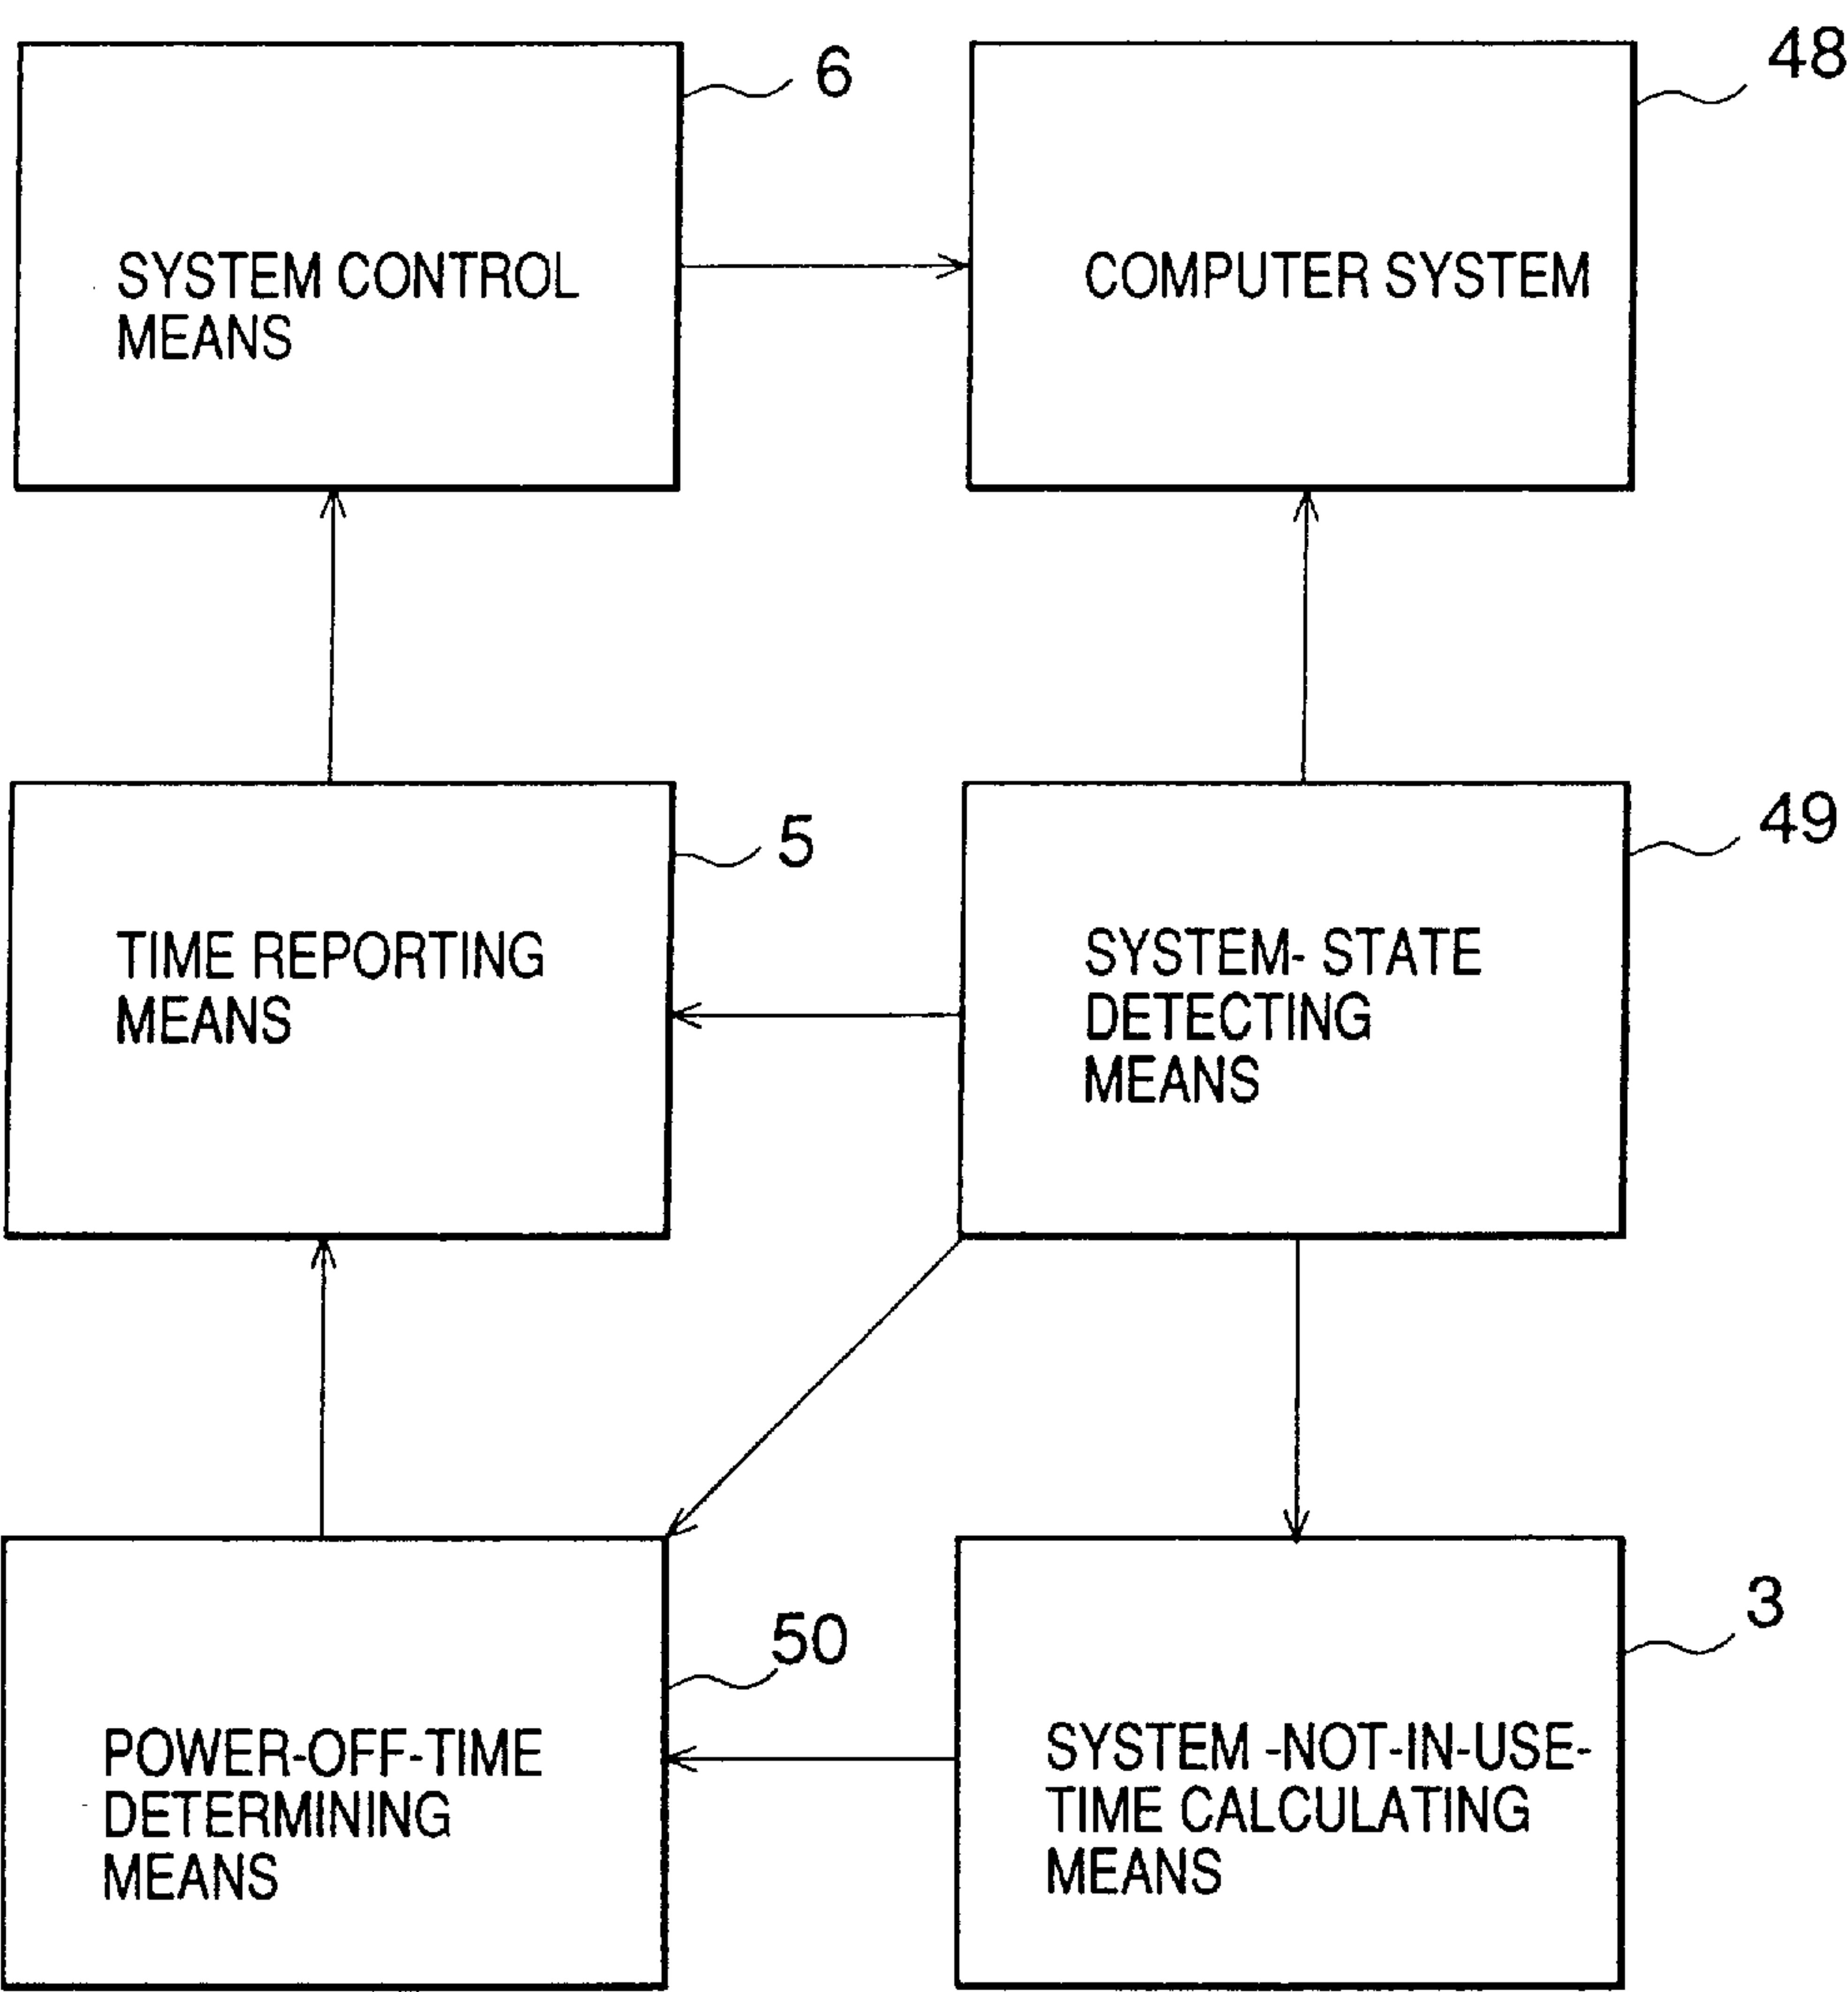 6
SYSTEM CONTROL
MEANS
48
COMPUTER SYSTEM
5
TIME REPORTING
MEANS
49
SYSTEM- STATE
DETECTING
MEANS
50
POWER-OFF-TIME
DETERMINING
MEANS
3
SYSTEM -NOT-IN-USE-
TIME CALCULATING
MEANS